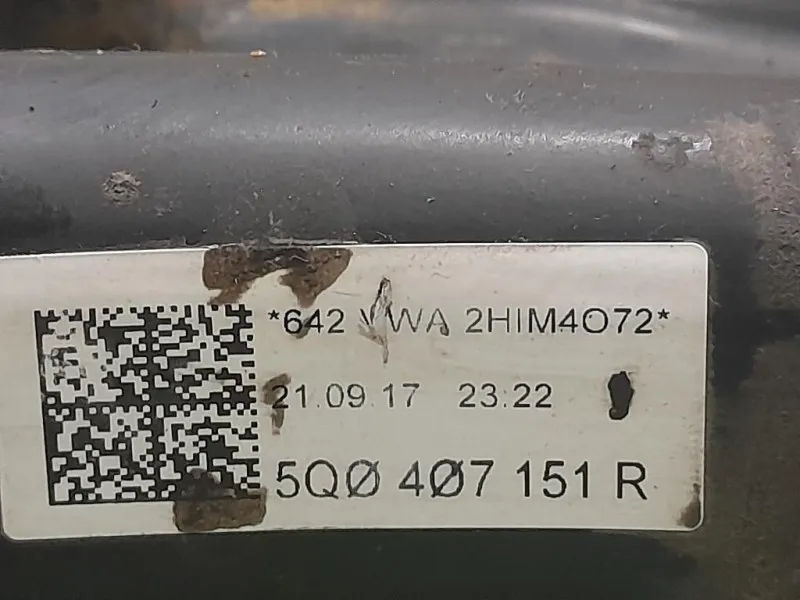 *642 VWA 2HIM4O72*
21.09.17 23:22
5QØ 4Ø7 151 R